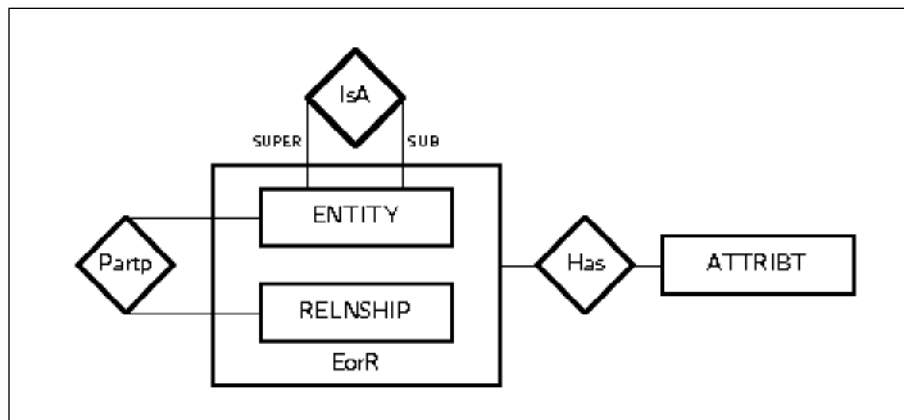 IsA
SUPER
SUB
ENTITY
Partp
Has
ATTRIBT
RELNSHIP
EorR